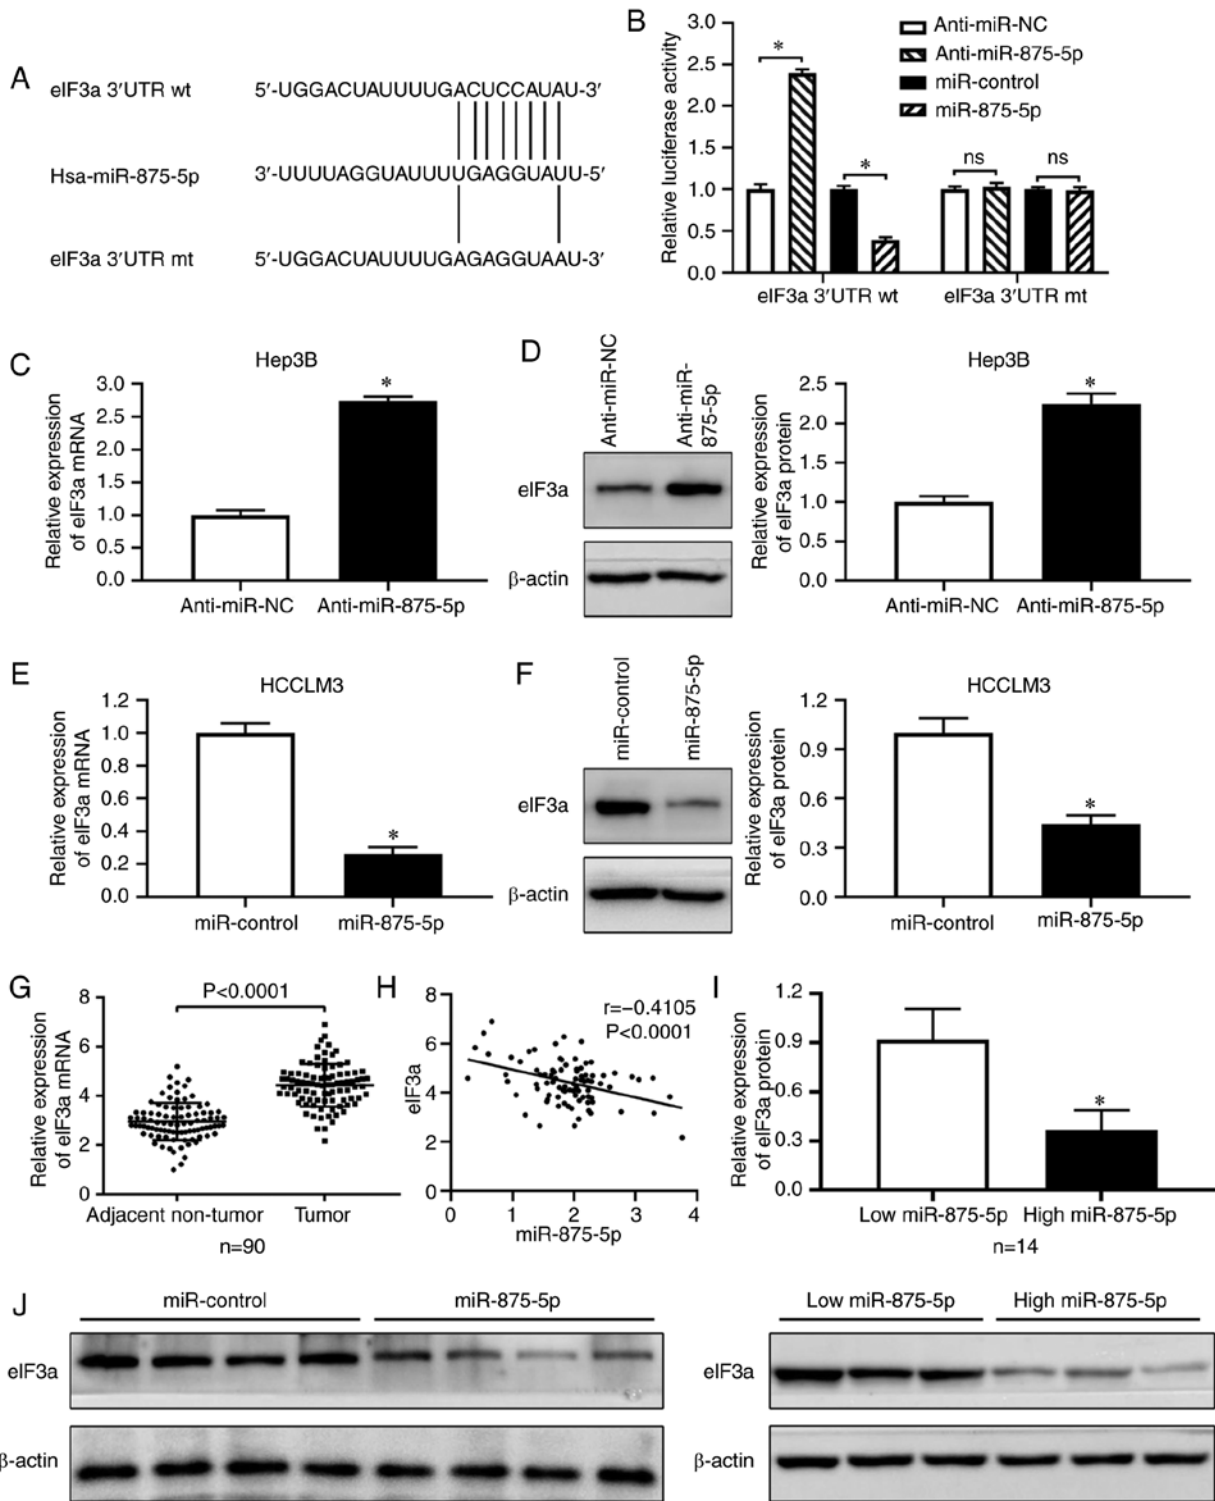 A
eIF3a 3′UTR wt
5′-UGGACUAUUUUGACUCCAUAU-3′
Hsa-miR-875-5p
3′-UUUUAGGUAUUUUGAGGUAUU-5′
eIF3a 3′UTR mt
5′-UGGACUAUUUUGAGAGGUAAU-3′
B
Relative luciferase activity
3.0
2.5
2.0
1.5
1.0
0.5
0.0
Anti-miR-NC
Anti-miR-875-5p
miR-control
miR-875-5p
*
*
ns
ns
eIF3a 3′UTR wt
eIF3a 3′UTR mt
C
Hep3B
Relative expression
of eIF3a mRNA
3.0
2.5
2.0
1.5
1.0
0.5
0.0
*
Anti-miR-NC
Anti-miR-875-5p
D
Anti-miR-NC
Anti-miR-
875-5p
eIF3a
β-actin
Hep3B
Relative expression
of eIF3a protein
2.5
2.0
1.5
1.0
0.5
0.0
*
Anti-miR-NC
Anti-miR-875-5p
E
HCCLM3
Relative expression
of eIF3a mRNA
1.2
1.0
0.8
0.6
0.4
0.2
0.0
*
miR-control
miR-875-5p
F
miR-control
miR-875-5p
eIF3a
β-actin
HCCLM3
Relative expression
of eIF3a protein
1.2
0.9
0.6
0.3
0.0
*
miR-control
miR-875-5p
G
Relative expression
of eIF3a mRNA
8
6
4
2
0
P<0.0001
Adjacent non-tumor
Tumor
n=90
H
eIF3a
8
6
4
2
0
r=−0.4105
P<0.0001
0
1
2
3
4
miR-875-5p
I
Relative expression
of eIF3a protein
1.2
0.9
0.6
0.3
0.0
*
Low miR-875-5p
High miR-875-5p
n=14
J
miR-control
miR-875-5p
eIF3a
β-actin
Low miR-875-5p
High miR-875-5p
eIF3a
β-actin